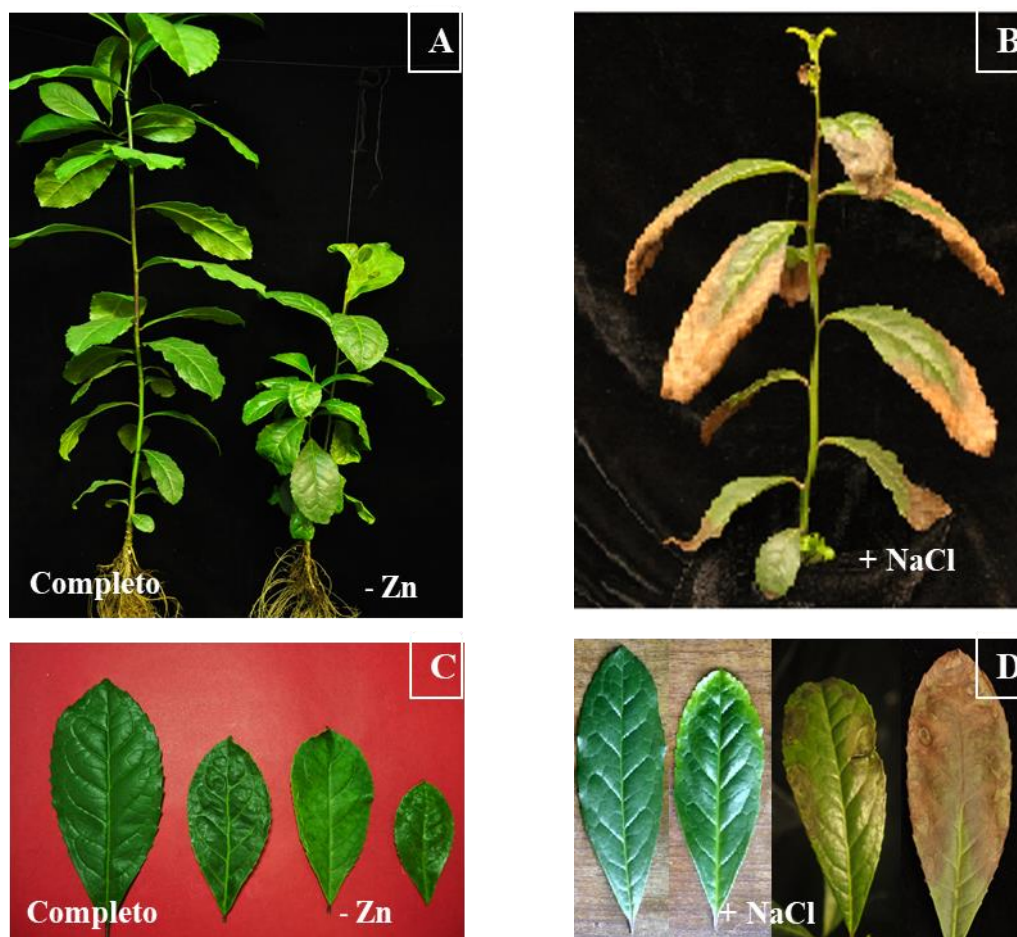 A
Completo
- Zn
B
+ NaCl
C
Completo
- Zn
D
+ NaCl